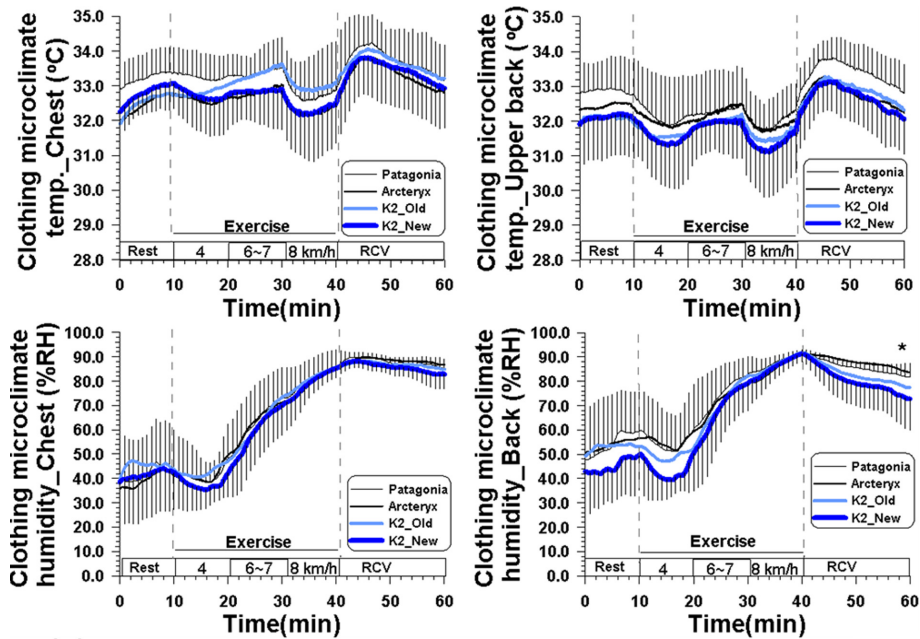 Clothing microclimate
temp._Chest (ºC)
35.0
34.0
33.0
32.0
31.0
30.0
29.0
28.0
Patagonia
Arcteryx
K2_Old
K2_New
Exercise
Rest 4 6~7 8 km/h RCV
0 10 20 30 40 50 60
Time(min)
Clothing microclimate
temp._Upper back (ºC)
35.0
34.0
33.0
32.0
31.0
30.0
29.0
28.0
Patagonia
Arcteryx
K2_Old
K2_New
Exercise
Rest 4 6~7 8 km/h RCV
0 10 20 30 40 50 60
Time(min)
Clothing microclimate
humidity_Chest (%RH)
100.0
90.0
80.0
70.0
60.0
50.0
40.0
30.0
20.0
10.0
0.0
Patagonia
Arcteryx
K2_Old
K2_New
Exercise
Rest 4 6~7 8 km/h RCV
0 10 20 30 40 50 60
Time(min)
Clothing microclimate
humidity_Back (%RH)
100.0
90.0
80.0
70.0
60.0
50.0
40.0
30.0
20.0
10.0
0.0
*
Patagonia
Arcteryx
K2_Old
K2_New
Exercise
Rest 4 6~7 8 km/h RCV
0 10 20 30 40 50 60
Time(min)